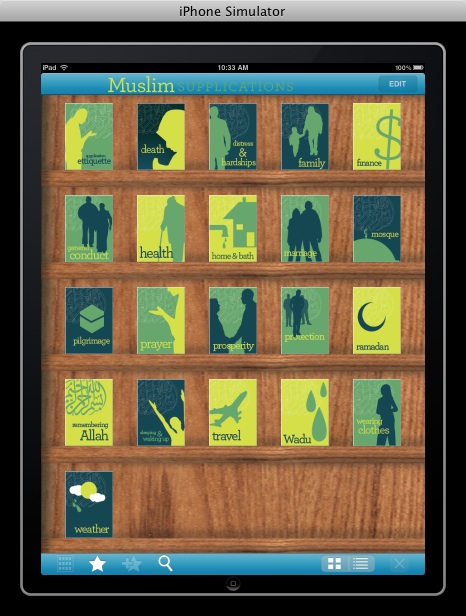 iPhone Simulator
iPad
10:33 AM
100%
Muslim SUPPLICATIONS
EDIT
etiquette
death
distress
&
hardships
family
finance
general
conduct
health
home & bath
marriage
mosque
pilgrimage
prayer
prosperity
protection
ramadan
remembering
Allah
sleeping &
waking up
travel
Wadu
wearing
clothes
weather